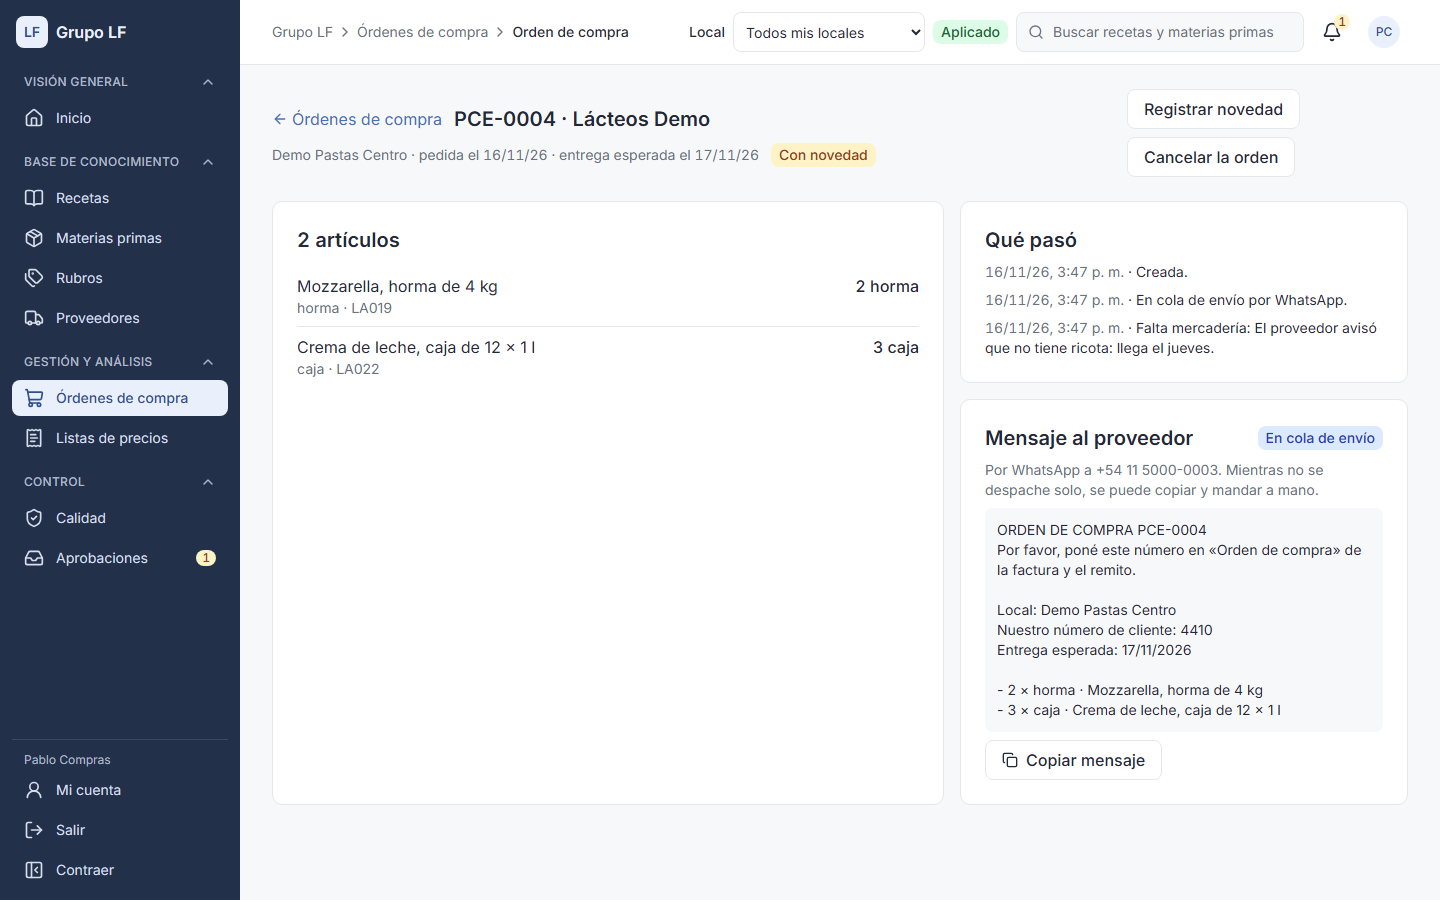 LF Grupo LF
VISIÓN GENERAL
Inicio
BASE DE CONOCIMIENTO
Recetas
Materias primas
Rubros
Proveedores
GESTIÓN Y ANÁLISIS
Órdenes de compra
Listas de precios
CONTROL
Calidad
Aprobaciones 1
Pablo Compras
Mi cuenta
Salir
Contraer
Grupo LF > Órdenes de compra > Orden de compra
Local Todos mis locales Aplicado Buscar recetas y materias primas 1 PC
← Órdenes de compra PCE-0004 · Lácteos Demo
Demo Pastas Centro · pedida el 16/11/26 · entrega esperada el 17/11/26 Con novedad
Registrar novedad
Cancelar la orden
2 artículos
Mozzarella, horma de 4 kg 2 horma
horma · LA019
Crema de leche, caja de 12 × 1 l 3 caja
caja · LA022
Qué pasó
16/11/26, 3:47 p. m. · Creada.
16/11/26, 3:47 p. m. · En cola de envío por WhatsApp.
16/11/26, 3:47 p. m. · Falta mercadería: El proveedor avisó
que no tiene ricota: llega el jueves.
Mensaje al proveedor En cola de envío
Por WhatsApp a +54 11 5000-0003. Mientras no se
despache solo, se puede copiar y mandar a mano.
ORDEN DE COMPRA PCE-0004
Por favor, poné este número en «Orden de compra» de
la factura y el remito.
Local: Demo Pastas Centro
Nuestro número de cliente: 4410
Entrega esperada: 17/11/2026
- 2 × horma · Mozzarella, horma de 4 kg
- 3 × caja · Crema de leche, caja de 12 × 1 l
Copiar mensaje